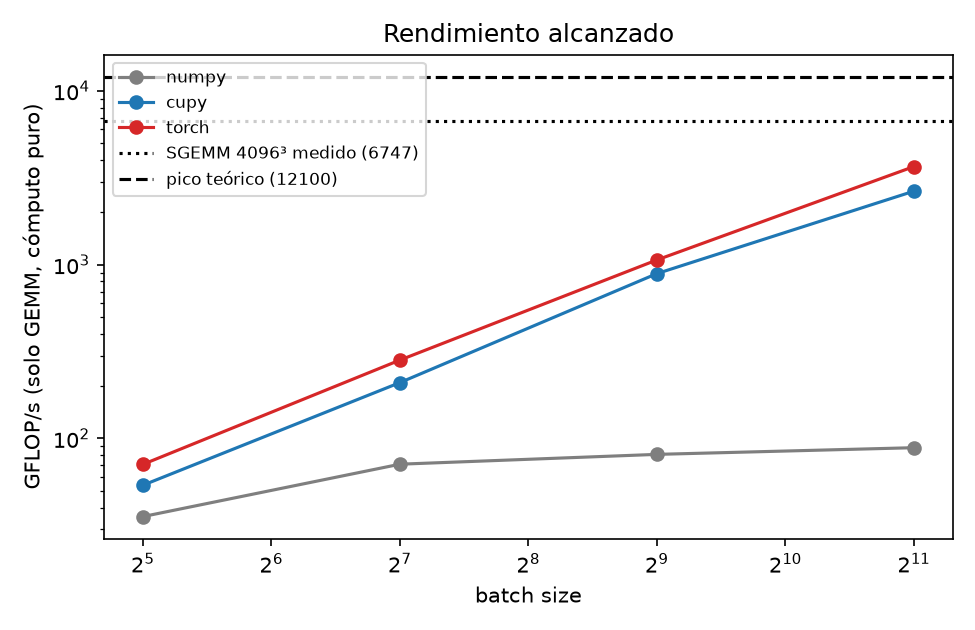 Rendimiento alcanzado
numpy
cupy
torch
SGEMM 4096³ medido (6747)
pico teórico (12100)
GFLOP/s (solo GEMM, cómputo puro)
10⁴
10³
10²
2⁵ 2⁶ 2⁷ 2⁸ 2⁹ 2¹⁰ 2¹¹
batch size